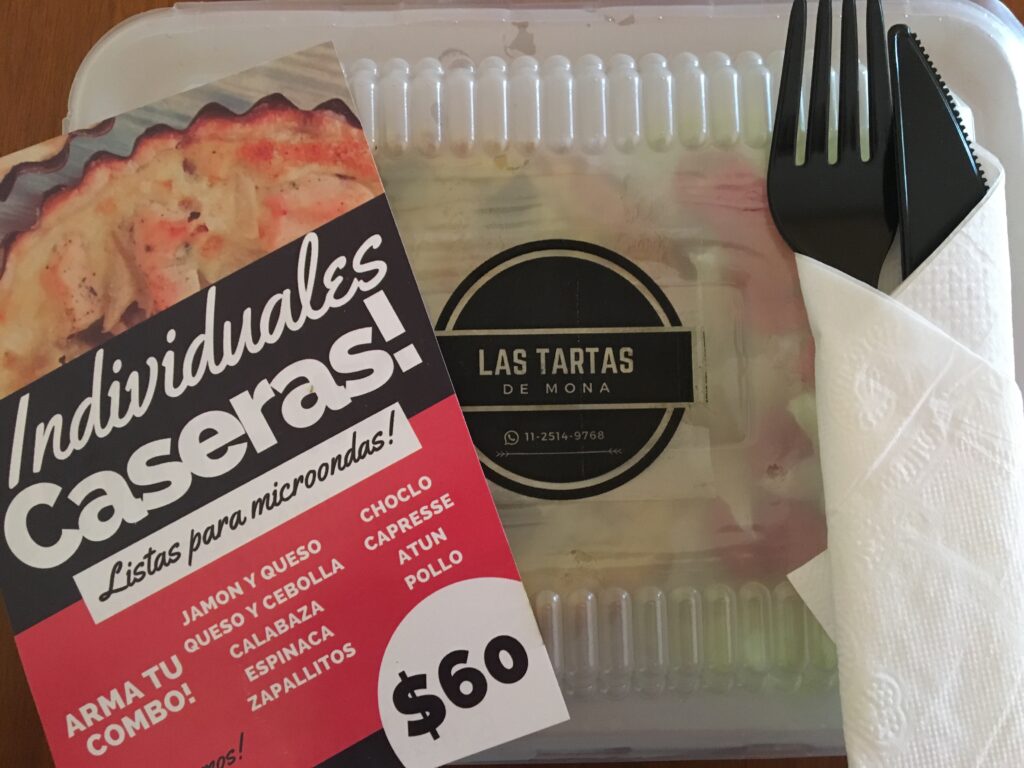 Individuales
Caseras!
Listas para microondas!
ARMA TU
COMBO!
JAMON Y QUESO
QUESO Y CEBOLLA
CALABAZA
ESPINACA
ZAPALLITOS
CHOCLO
CAPRESSE
ATUN
POLLO
$60
LAS TARTAS
DE MONA
11-2514-9768